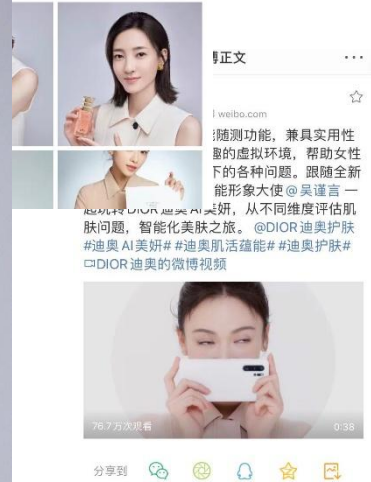 博正文
weibo.com
能随测功能，兼具实用性
趣的虚拟环境，帮助女性
下的各种问题。跟随全新
能形象大使@吴谨言 一
起玩转DIOR迪奥AI美妍，从不同维度评估肌
肤问题，智能化美肤之旅。 @DIOR迪奥护肤
#迪奥AI美妍# #迪奥肌活蕴能# #迪奥护肤#
DIOR迪奥的微博视频
76.7万次观看
0:38
分享到